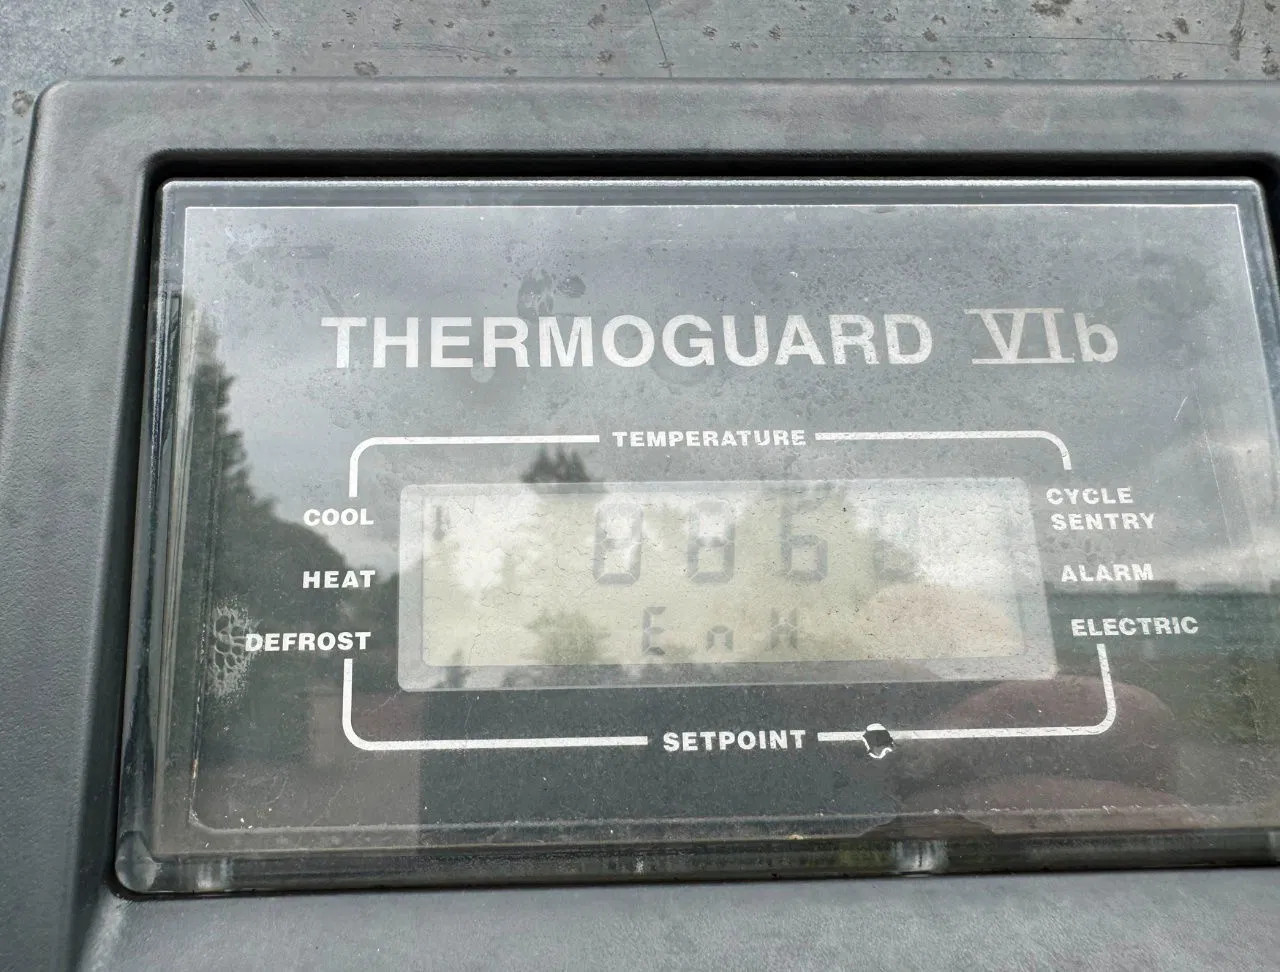 THERMOGUARD VIb
TEMPERATURE
COOL
HEAT
DEFROST
CYCLE
SENTRY
ALARM
ELECTRIC
SETPOINT